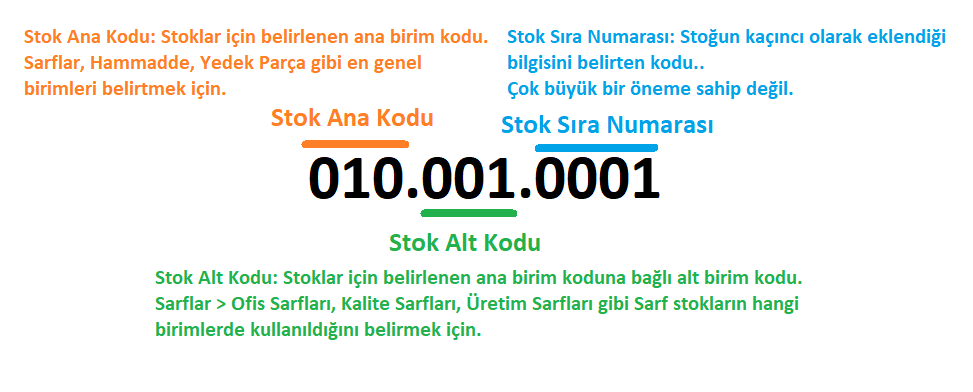 Stok Ana Kodu: Stoklar için belirlenen ana birim kodu.
Sarflar, Hammadde, Yedek Parça gibi en genel
birimleri belirtmek için.
Stok Sıra Numarası: Stoğun kaçıncı olarak eklendiği
bilgisini belirten kodu..
Çok büyük bir öneme sahip değil.
Stok Ana Kodu
Stok Sıra Numarası
010.001.0001
Stok Alt Kodu
Stok Alt Kodu: Stoklar için belirlenen ana birim koduna bağlı alt birim kodu.
Sarflar > Ofis Sarfları, Kalite Sarfları, Üretim Sarfları gibi Sarf stokların hangi
birimlerde kullanıldığını belirmek için.